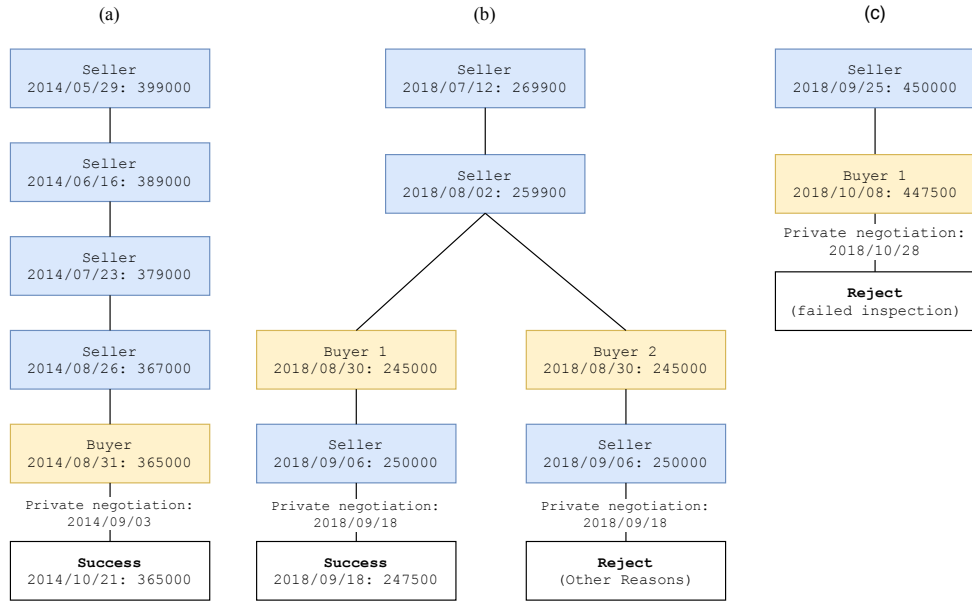 (a)
Seller
2014/05/29: 399000
Seller
2014/06/16: 389000
Seller
2014/07/23: 379000
Seller
2014/08/26: 367000
Buyer
2014/08/31: 365000
Private negotiation:
2014/09/03
Success
2014/10/21: 365000
(b)
Seller
2018/07/12: 269900
Seller
2018/08/02: 259900
Buyer 1
2018/08/30: 245000
Seller
2018/09/06: 250000
Private negotiation:
2018/09/18
Success
2018/09/18: 247500
Buyer 2
2018/08/30: 245000
Seller
2018/09/06: 250000
Private negotiation:
2018/09/18
Reject
(Other Reasons)
(c)
Seller
2018/09/25: 450000
Buyer 1
2018/10/08: 447500
Private negotiation:
2018/10/28
Reject
(failed inspection)